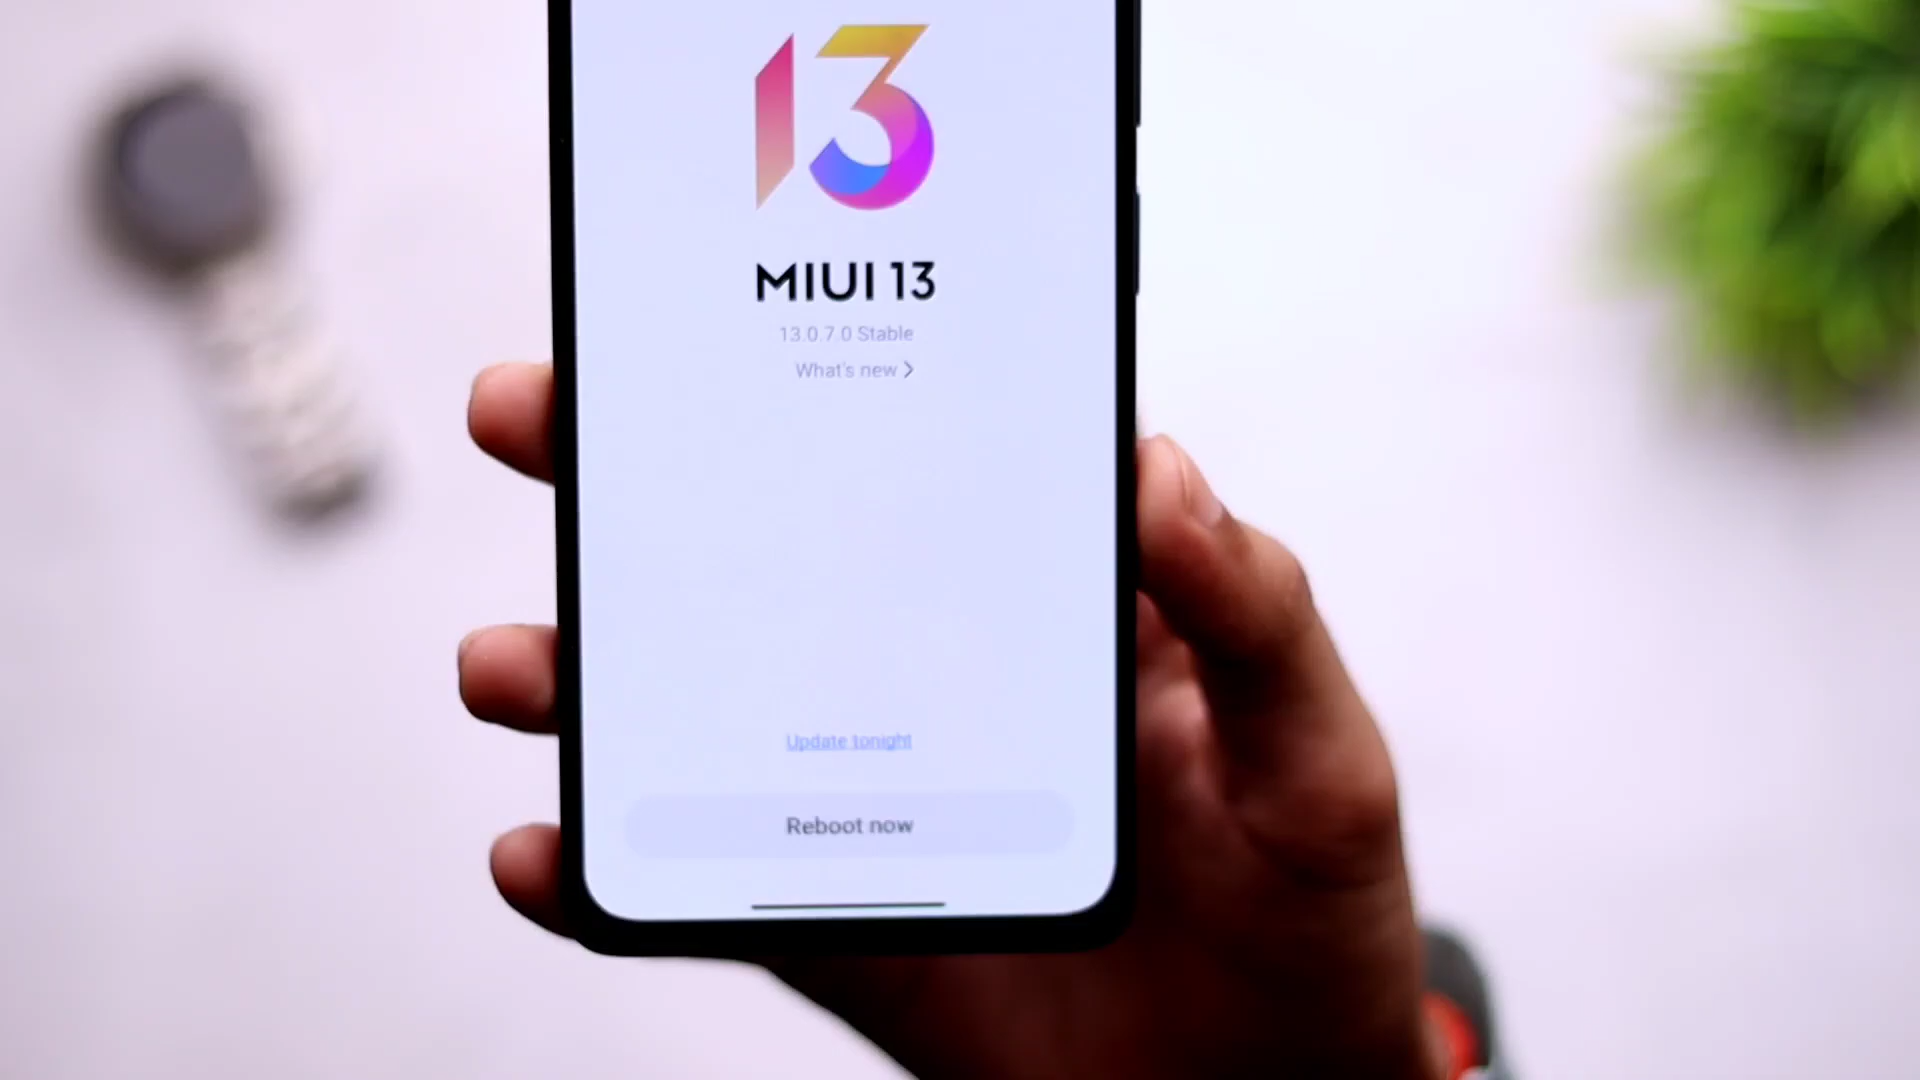 13
MIUI 13
13.0.7.0 Stable
What's new
Update tonight
Reboot now